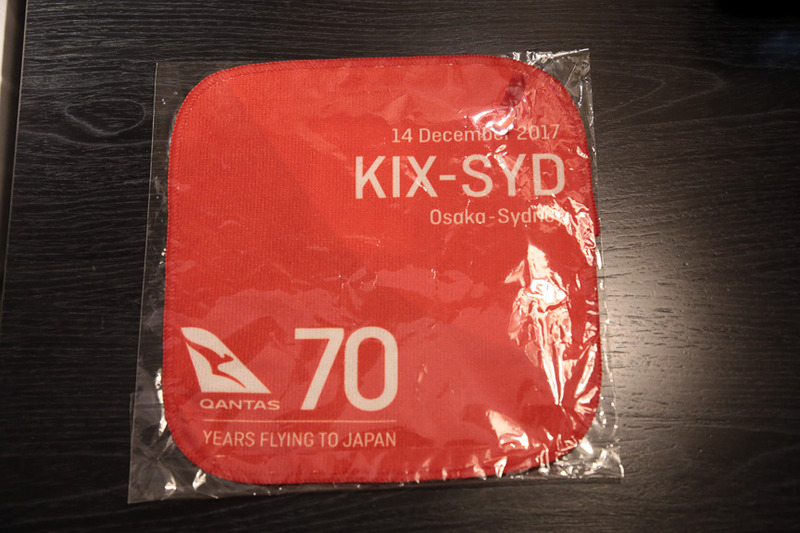 14 December 2017
KIX-SYD
Osaka-Sydney
QANTAS
70
YEARS FLYING TO JAPAN